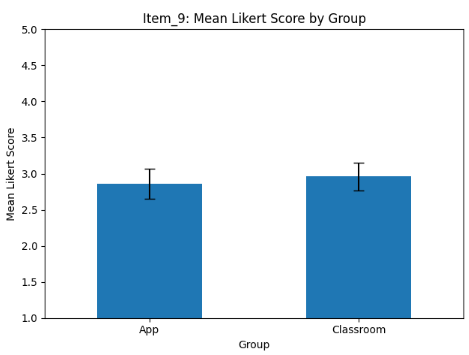 Item_9: Mean Likert Score by Group
5.0
4.5
4.0
3.5
3.0
2.5
2.0
1.5
1.0
Mean Likert Score
App
Classroom
Group